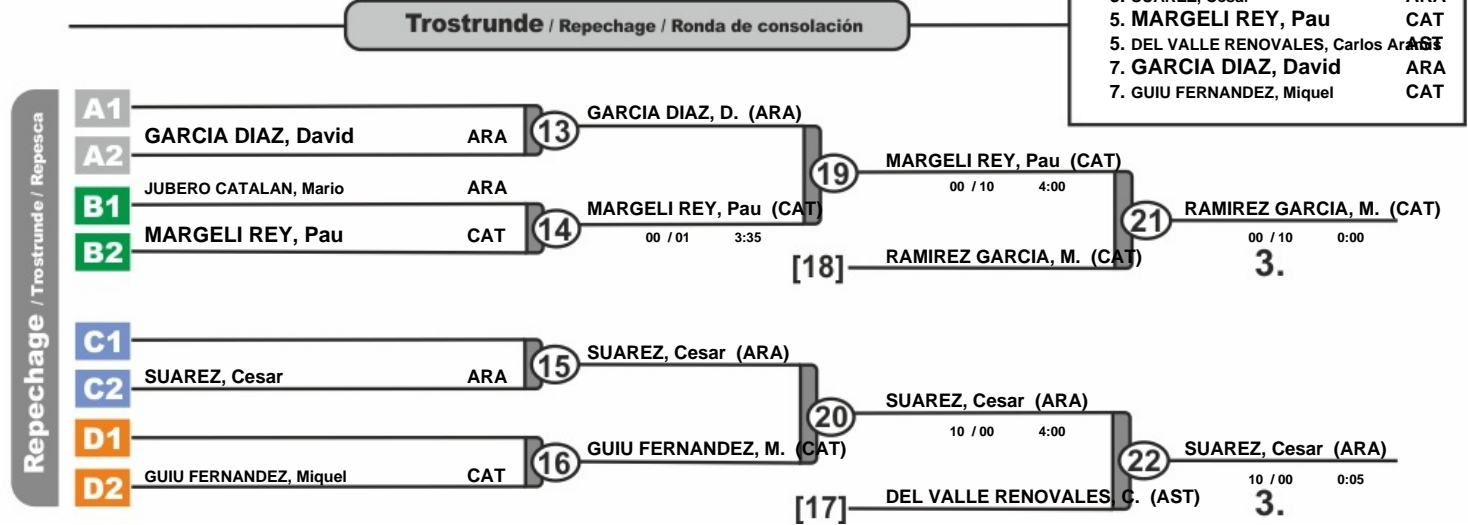 3. SUAREZ, Cesar ARA
Trostrunde / Repechage / Ronda de consolación
5. MARGELI REY, Pau CAT
5. DEL VALLE RENOVALES, Carlos Aramis AST
7. GARCIA DIAZ, David ARA
7. GUIU FERNANDEZ, Miquel CAT
Repechage / Trostrunde / Repesca
A1
GARCIA DIAZ, David ARA
A2
13
GARCIA DIAZ, D. (ARA)
JUBERO CATALAN, Mario ARA
B1
MARGELI REY, Pau CAT
B2
14
MARGELI REY, Pau (CAT)
00 / 01 3:35
19
MARGELI REY, Pau (CAT)
00 / 10 4:00
[18]
RAMIREZ GARCIA, M. (CAT)
21
RAMIREZ GARCIA, M. (CAT)
00 / 10 0:00
3.
C1
SUAREZ, Cesar ARA
C2
15
SUAREZ, Cesar (ARA)
D1
GUIU FERNANDEZ, Miquel CAT
D2
16
GUIU FERNANDEZ, M. (CAT)
20
SUAREZ, Cesar (ARA)
10 / 00 4:00
[17]
DEL VALLE RENOVALES, C. (AST)
22
SUAREZ, Cesar (ARA)
10 / 00 0:05
3.